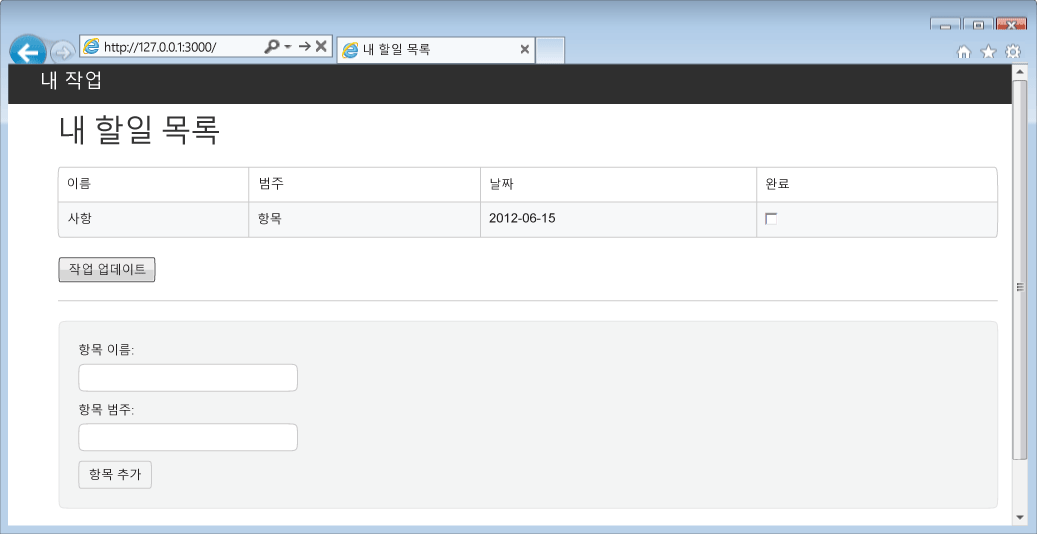 http://127.0.0.1:3000/
내 할일 목록
내 작업
내 할일 목록
이름 범주 날짜 완료
사항 항목 2012-06-15
작업 업데이트
항목 이름:
항목 범주:
항목 추가